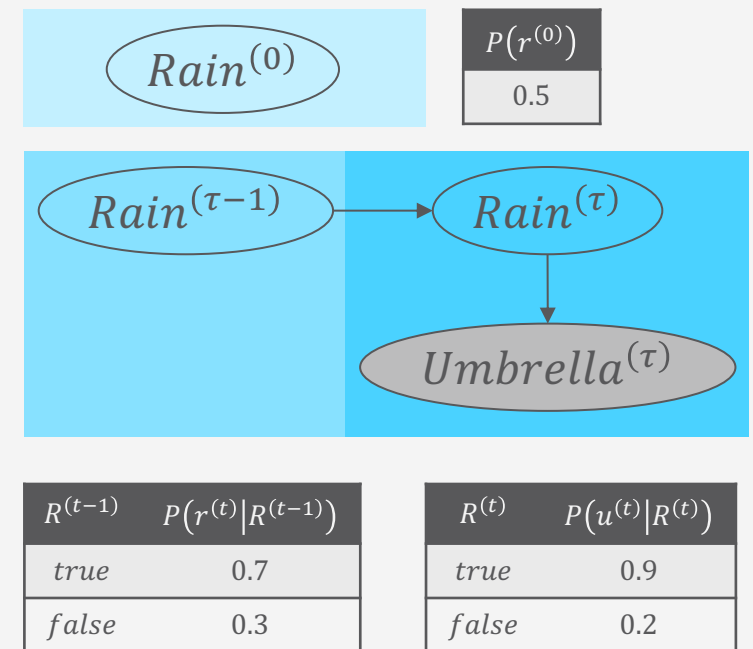 Rain⁽⁰⁾ P(r⁽⁰⁾)
0.5
Rain⁽τ⁻¹⁾ Rain⁽τ⁾
Umbrella⁽τ⁾
R⁽ᵗ⁻¹⁾ P(r⁽ᵗ⁾|R⁽ᵗ⁻¹⁾) R⁽ᵗ⁾ P(u⁽ᵗ⁾|R⁽ᵗ⁾)
true 0.7 true 0.9
false 0.3 false 0.2